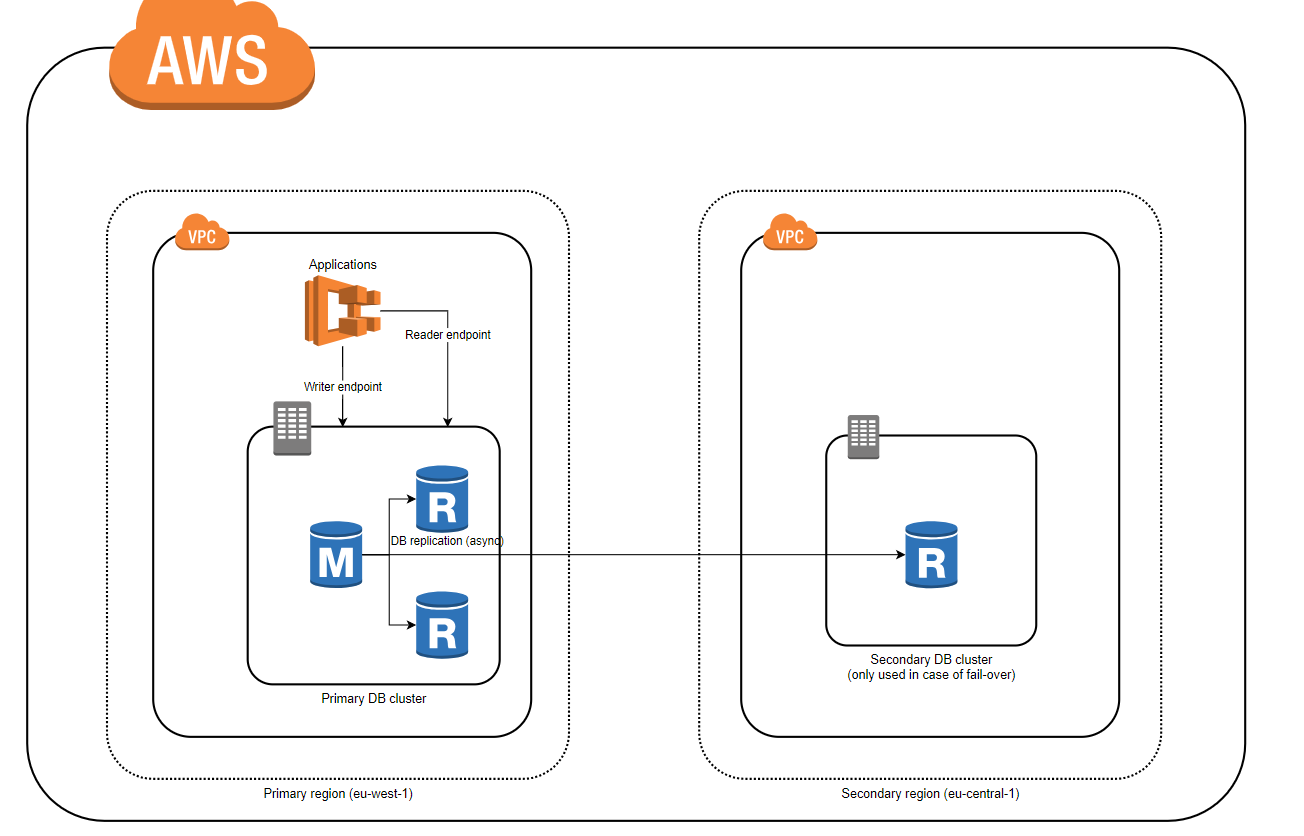 AWS
VPC
Applications
Reader endpoint
Writer endpoint
R
DB replication (async)
M
R
Primary DB cluster
Primary region (eu-west-1)
VPC
R
Secondary DB cluster
(only used in case of fail-over)
Secondary region (eu-central-1)